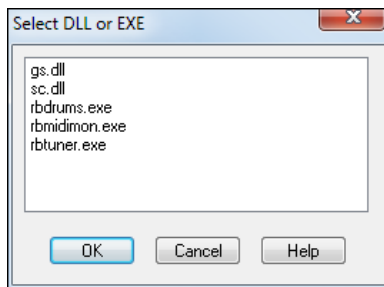 Select DLL or EXE
gs.dll
sc.dll
rbdrums.exe
rbmidimon.exe
rbtuner.exe
OK Cancel Help